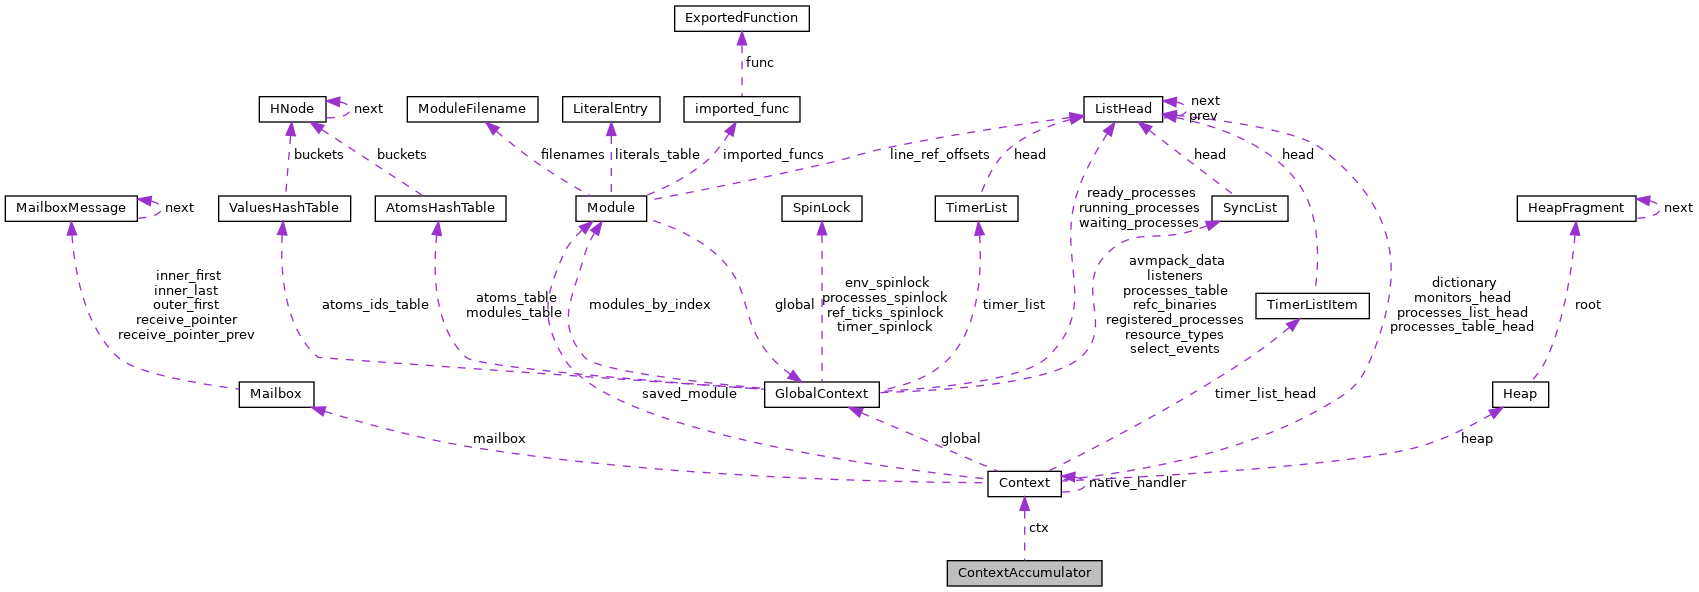 ExportedFunction
func
HNode
next
ModuleFilename
LiteralEntry
imported_func
ListHead
next
prev
buckets
buckets
filenames
literals_table
imported_funcs
line_ref_offsets
head
head
head
MailboxMessage
next
ValuesHashTable
AtomsHashTable
Module
SpinLock
TimerList
ready_processes
running_processes
waiting_processes
SyncList
HeapFragment
next
inner_first
inner_last
outer_first
receive_pointer
receive_pointer_prev
atoms_ids_table
atoms_table
modules_table
modules_by_index
global
env_spinlock
processes_spinlock
ref_ticks_spinlock
timer_spinlock
timer_list
avmpack_data
listeners
processes_table
refc_binaries
registered_processes
resource_types
select_events
TimerListItem
dictionary
monitors_head
processes_list_head
processes_table_head
root
Mailbox
saved_module
GlobalContext
timer_list_head
Heap
mailbox
global
heap
Context
native_handler
ctx
ContextAccumulator